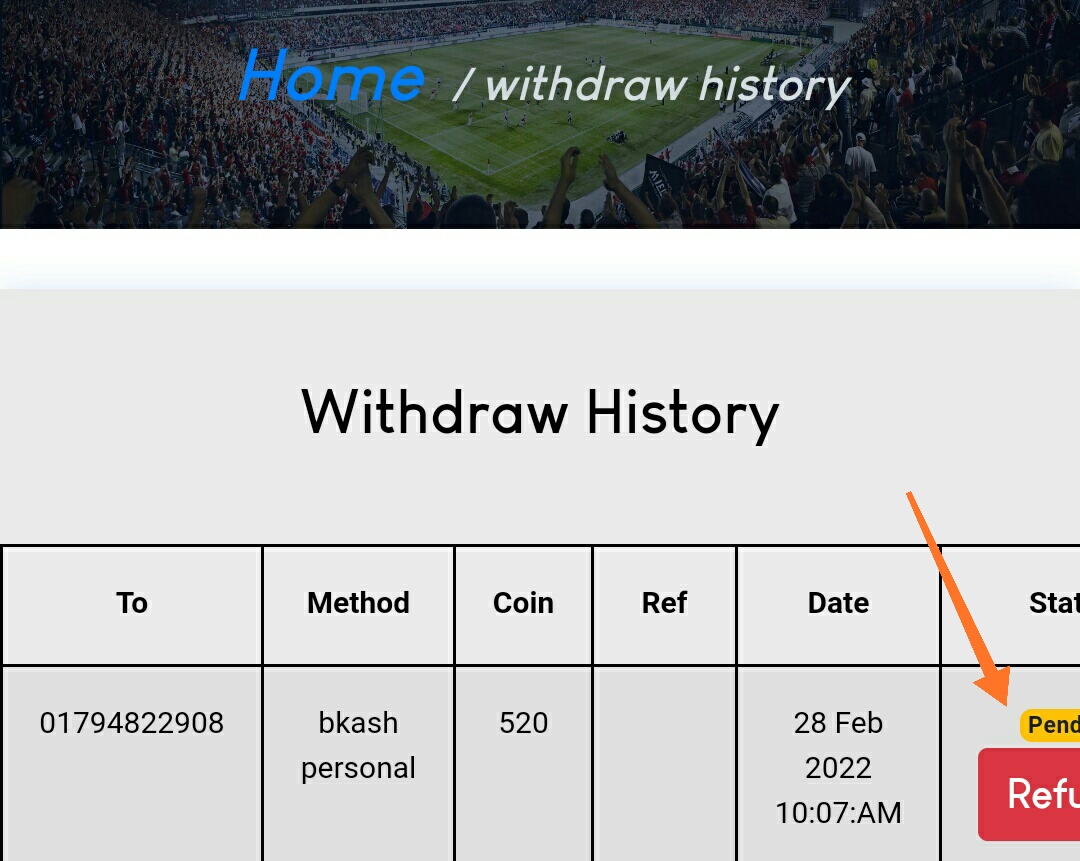 Home / withdraw history
Withdraw History
To Method Coin Ref Date Stat
01794822908 bkash personal 520 28 Feb 2022 10:07:AM Pend
Refu